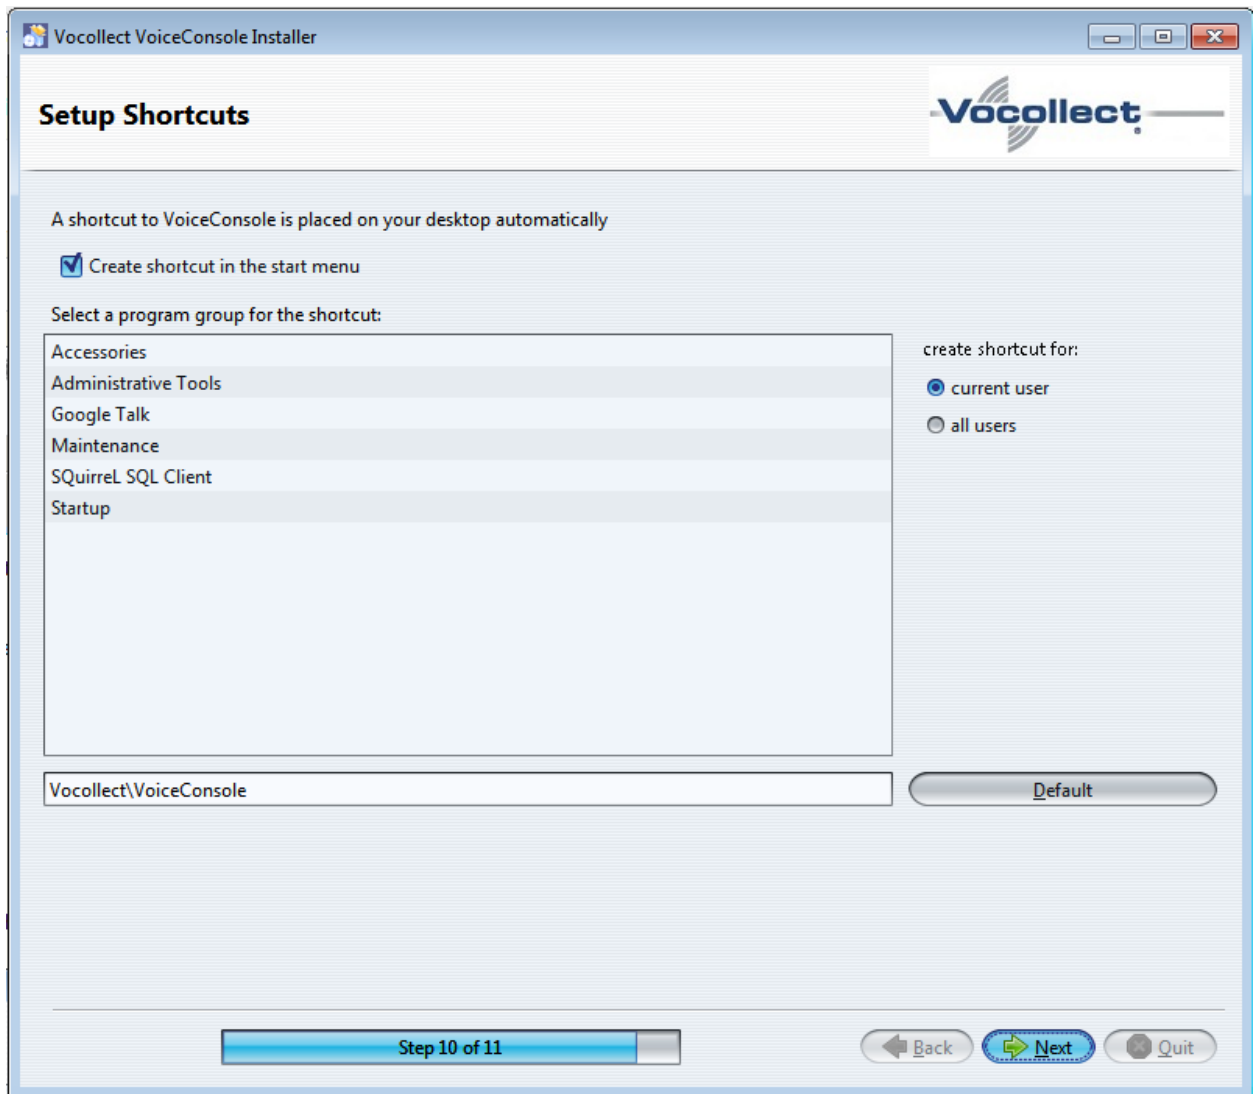 Vocollect VoiceConsole Installer
Setup Shortcuts
Vocollect®
A shortcut to VoiceConsole is placed on your desktop automatically
Create shortcut in the start menu
Select a program group for the shortcut:
Accessories
Administrative Tools
Google Talk
Maintenance
SQuirreL SQL Client
Startup
create shortcut for:
current user
all users
Vocollect\VoiceConsole
Default
Step 10 of 11
Back
Next
Quit